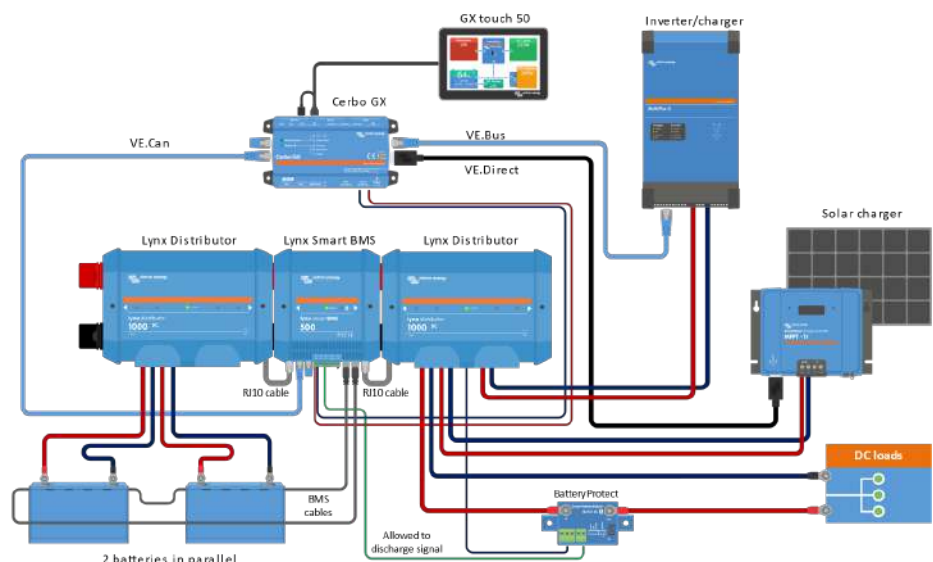 GX touch 50
Inverter/charger
Cerbo GX
VE.Can
VE.Bus
VE.Direct
Solar charger
Lynx Distributor
Lynx Smart BMS
Lynx Distributor
1000
500
1000
RJ10 cable
RJ10 cable
DC loads
BatteryProtect
BMS
cables
Allowed to
discharge signal
2 batteries in parallel